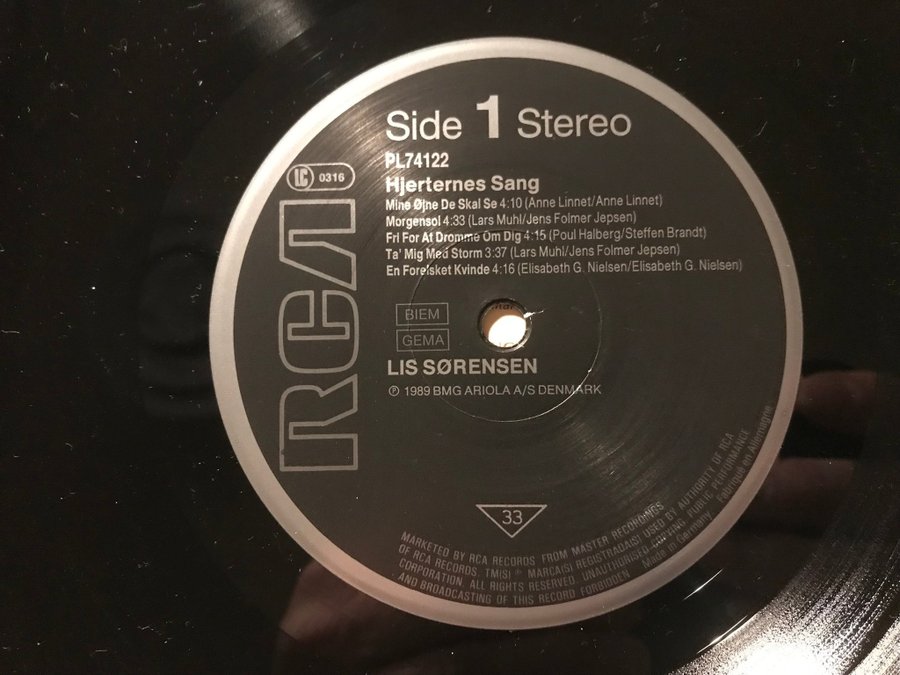 Side 1 Stereo
PL74122
LC 0316
Hjerternes Sang
Mine Øjne De Skal Se 4:10 (Anne Linnet/Anne Linnet)
Morgensol 4:33 (Lars Muhl/Jens Folmer Jepsen)
Fri For At Drømme Om Dig 4:15 (Poul Halberg/Steffen Brandt)
Ta' Mig Med Storm 3:37 (Lars Muhl/Jens Folmer Jepsen)
En Forelsket Kvinde 4:16 (Elisabeth G. Nielsen/Elisabeth G. Nielsen)
RCA
BIEM
GEMA
LIS SØRENSEN
℗ 1989 BMG ARIOLA A/S DENMARK
33
MARKETED BY RCA RECORDS FROM MASTER RECORDINGS
OF RCA RECORDS. TM(S) ® MARCA(S) REGISTRADA(S) USED BY AUTHORITY OF RCA
CORPORATION. ALL RIGHTS RESERVED. UNAUTHORISED COPYING PUBLIC PERFORMANCE
AND BROADCASTING OF THIS RECORD FORBIDDEN
Made in Germany
Fabriqué en Allemagne